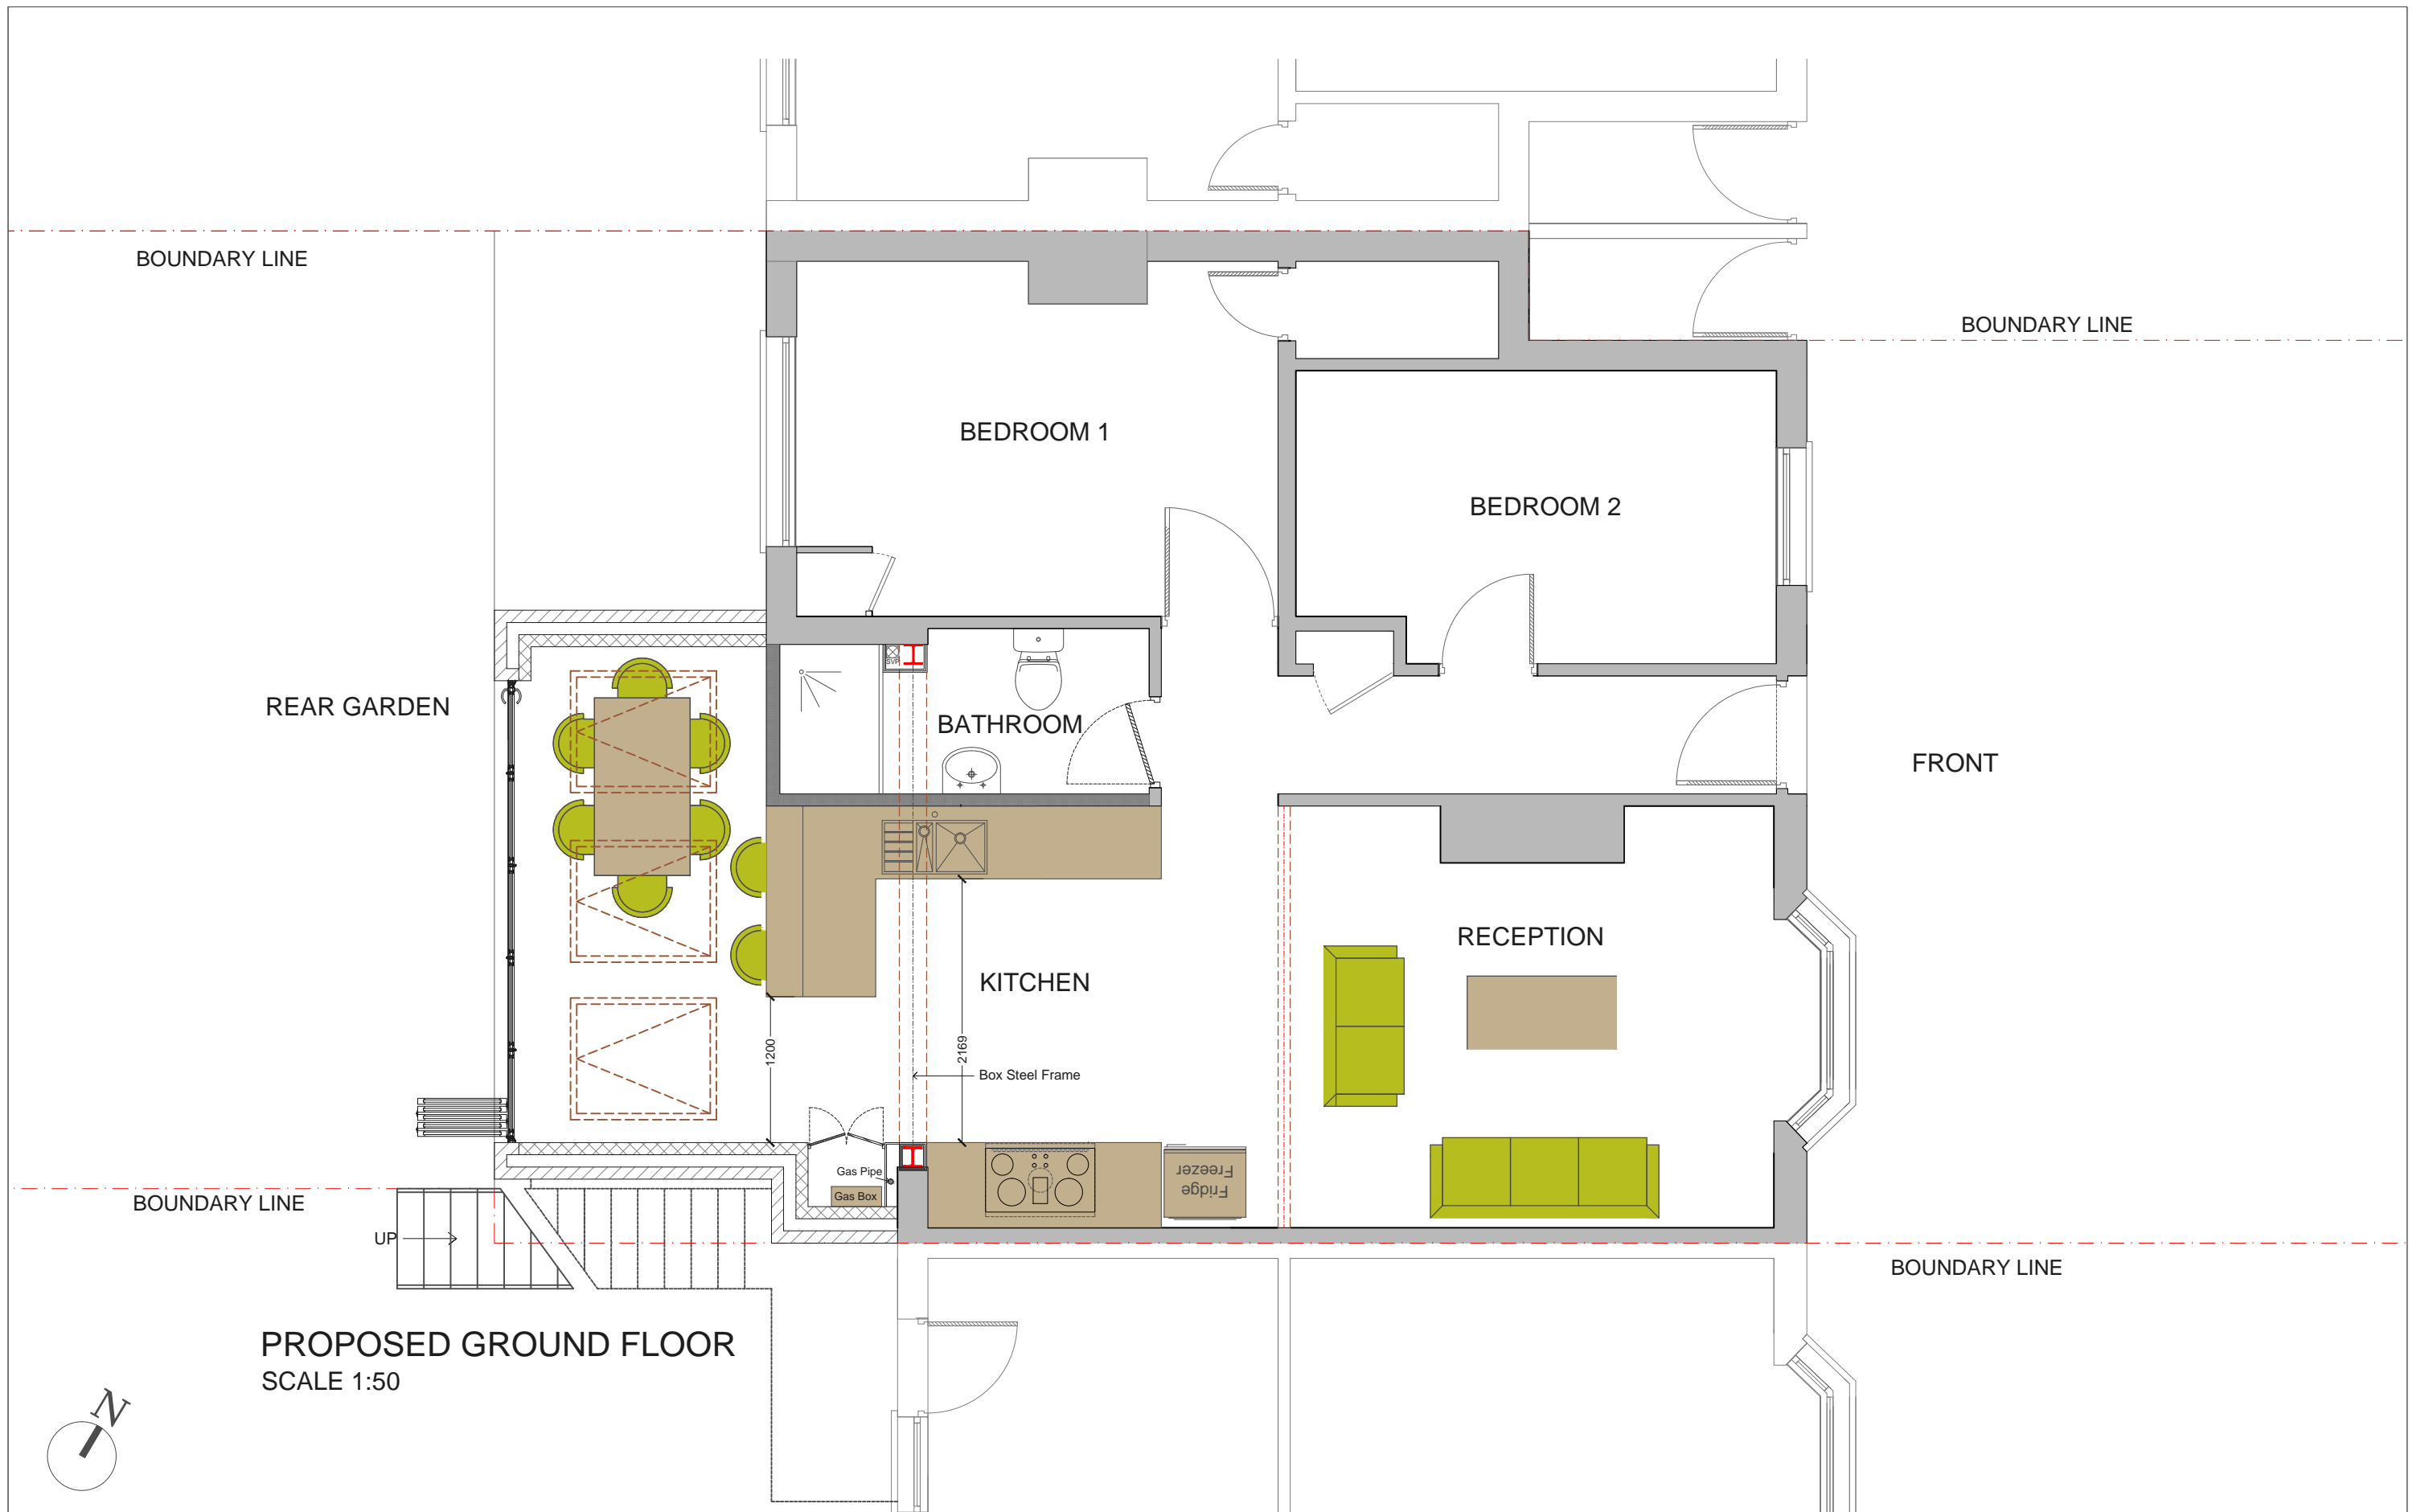 BOUNDARY LINE
BOUNDARY LINE
BEDROOM 1
BEDROOM 2
SVP
REAR GARDEN
BATHROOM
FRONT
RECEPTION
KITCHEN
1200
2169
Box Steel Frame
Gas Pipe
Gas Box
Fridge
Freezer
BOUNDARY LINE
UP
BOUNDARY LINE
PROPOSED GROUND FLOOR
SCALE 1:50
N